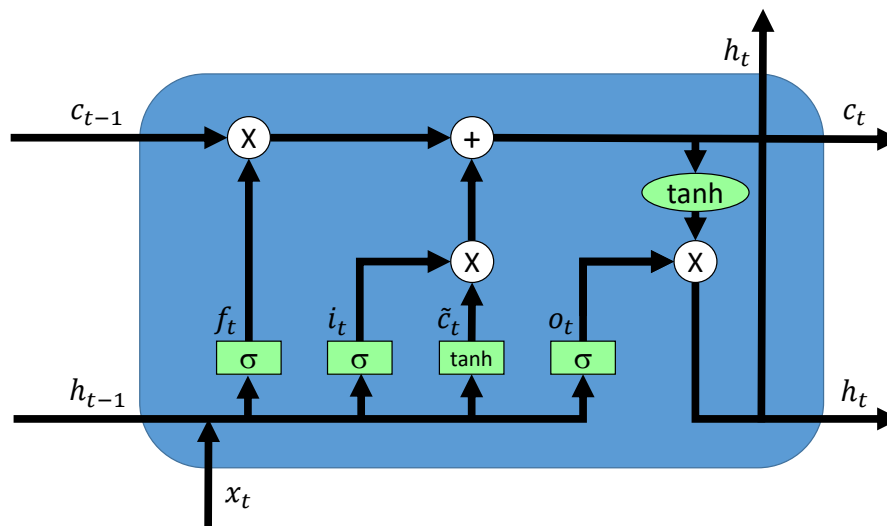 h_t
c_{t-1}
c_t
X
+
tanh
X
X
f_t
i_t
c̃_t
o_t
σ
σ
tanh
σ
h_{t-1}
h_t
x_t